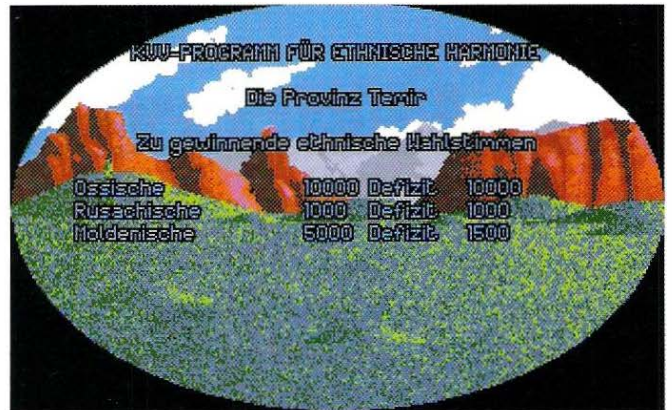 KVV-PROGRAMM FÜR ETHNISCHE HARMONIE
Die Provinz Temir
Zu gewinnende ethnische Wahlstimmen
Ossische 10000 Defizit 10000
Rusachische 1000 Defizit 1000
Moldenische 5000 Defizit 1500